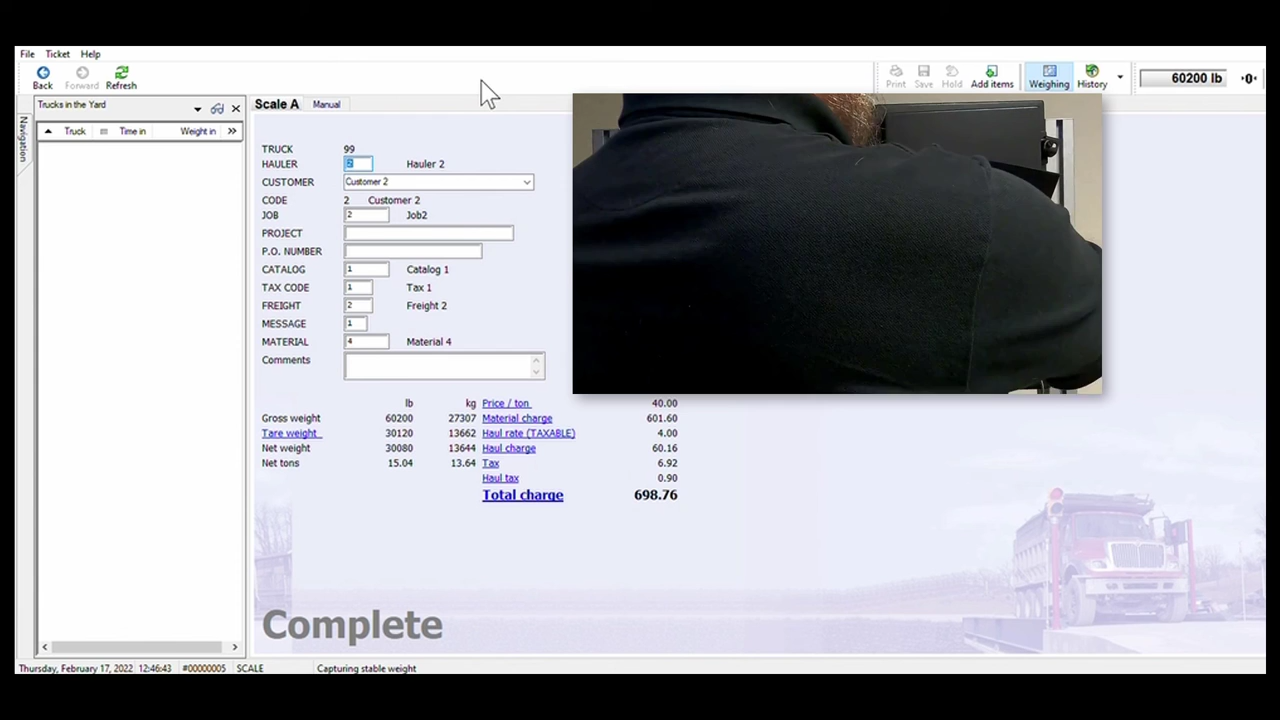 File Ticket Help
Back Forward Refresh Print Save Hold Add items Weighing History 60200 lb
Trucks in the Yard Scale A Manual
Navigation
Truck Time in Weight in
TRUCK 99
HAULER 2 Hauler 2
CUSTOMER Customer 2
CODE 2 Customer 2
JOB 2 Job2
PROJECT
P.O. NUMBER
CATALOG 1 Catalog 1
TAX CODE 1 Tax 1
FREIGHT 2 Freight 2
MESSAGE 1
MATERIAL 4 Material 4
Comments
lb kg Price / ton 40.00
Gross weight 60200 27307 Material charge 601.60
Tare weight 30120 13662 Haul rate (TAXABLE) 4.00
Net weight 30080 13644 Haul charge 60.16
Net tons 15.04 13.64 Tax 6.92
Haul tax 0.90
Total charge 698.76
Complete
Thursday, February 17, 2022 12:46:43 #00000005 SCALE Capturing stable weight